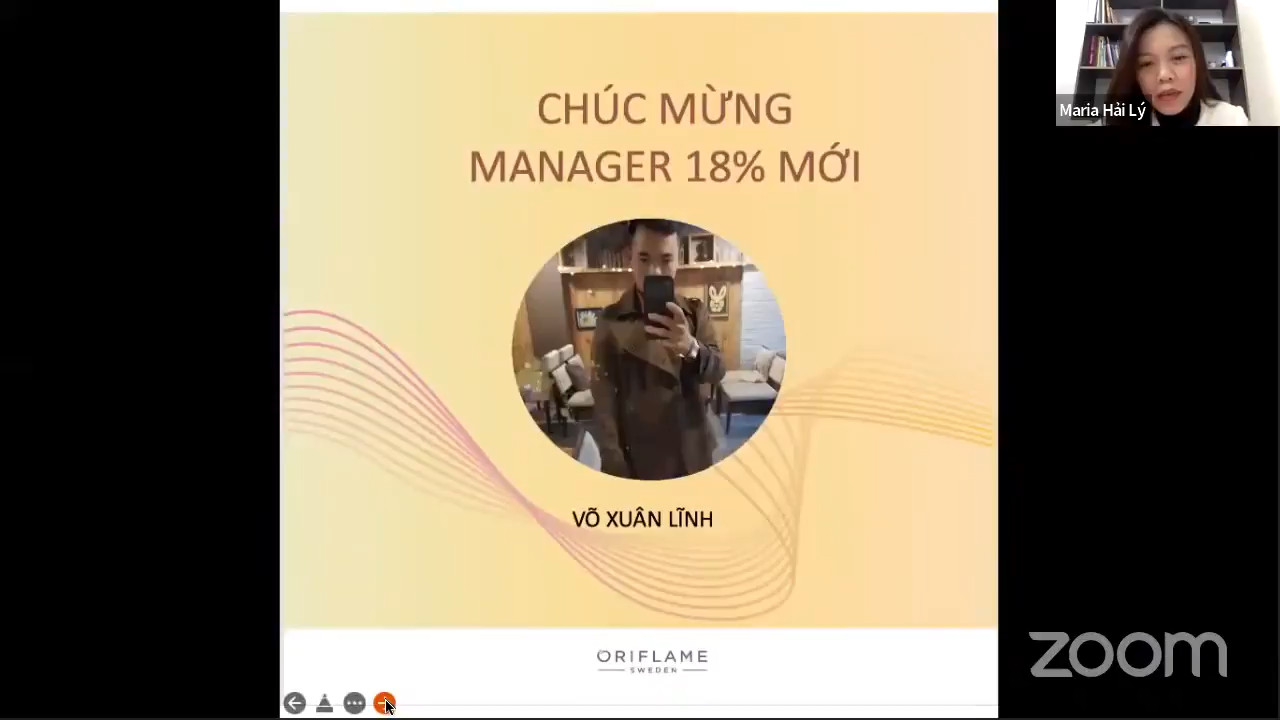 CHÚC MỪNG
MANAGER 18% MỚI
VÕ XUÂN LĨNH
ORIFLAME
SWEDEN
Maria Hải Lý
zoom